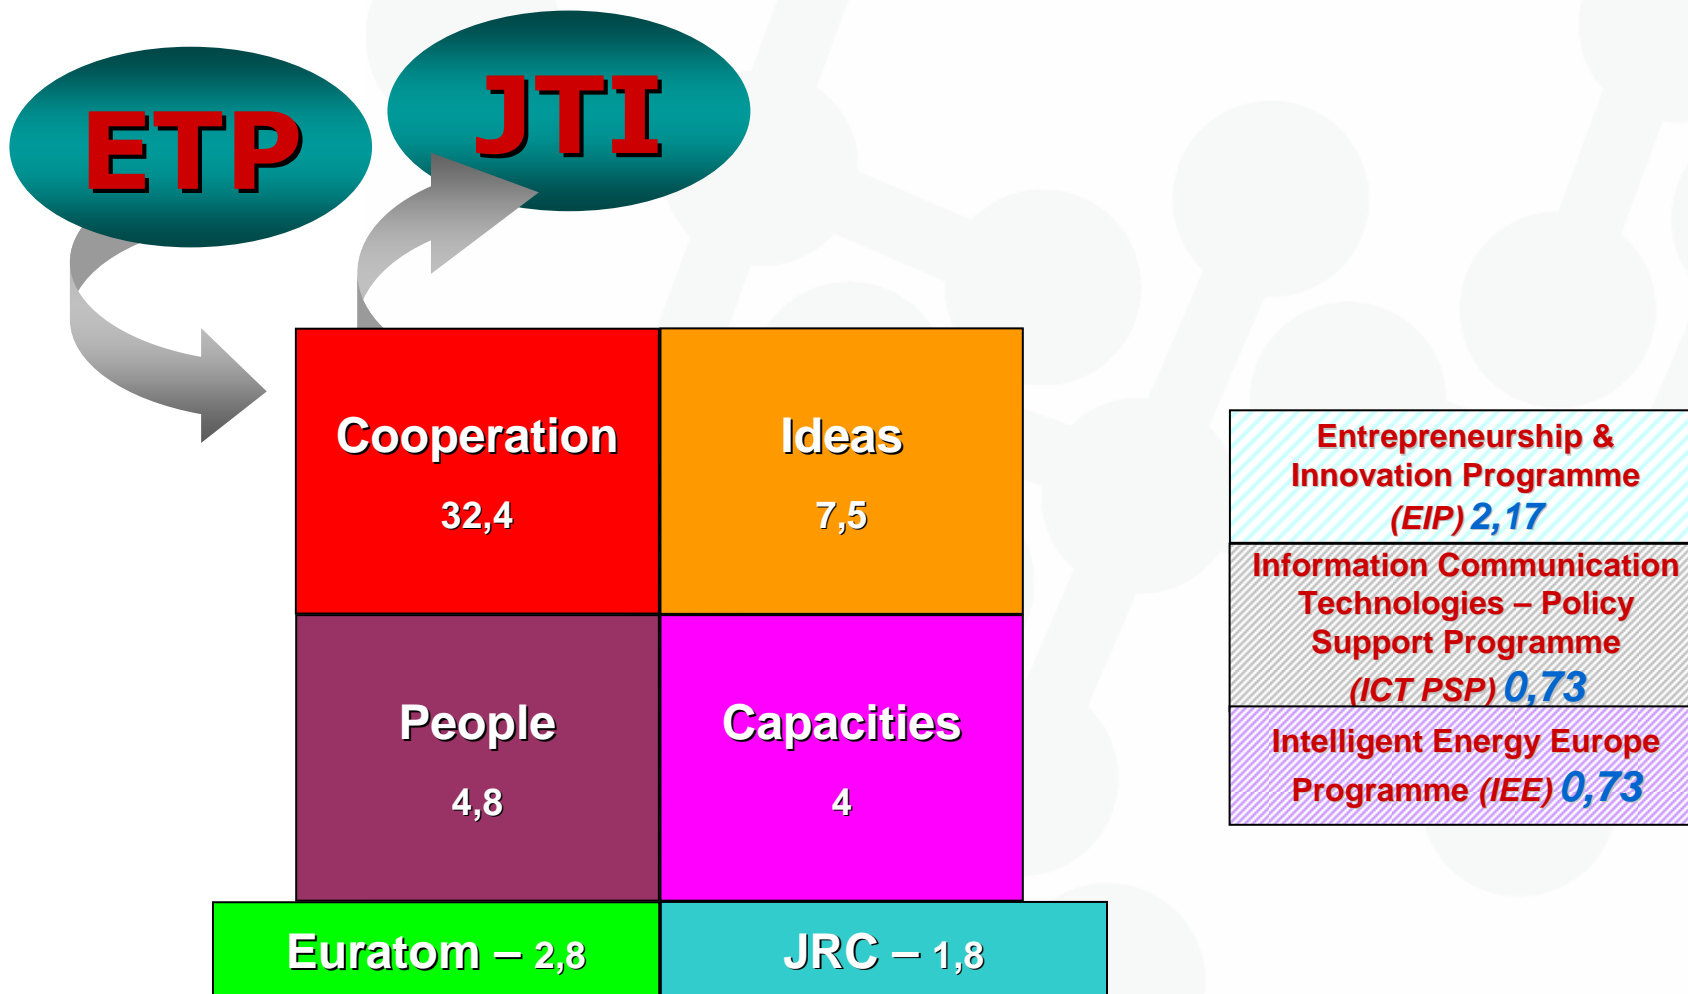 ETP
JTI
Cooperation
32,4
Ideas
7,5
People
4,8
Capacities
4
Euratom – 2,8
JRC – 1,8
Entrepreneurship &
Innovation Programme
(EIP) 2,17
Information Communication
Technologies – Policy
Support Programme
(ICT PSP) 0,73
Intelligent Energy Europe
Programme (IEE) 0,73